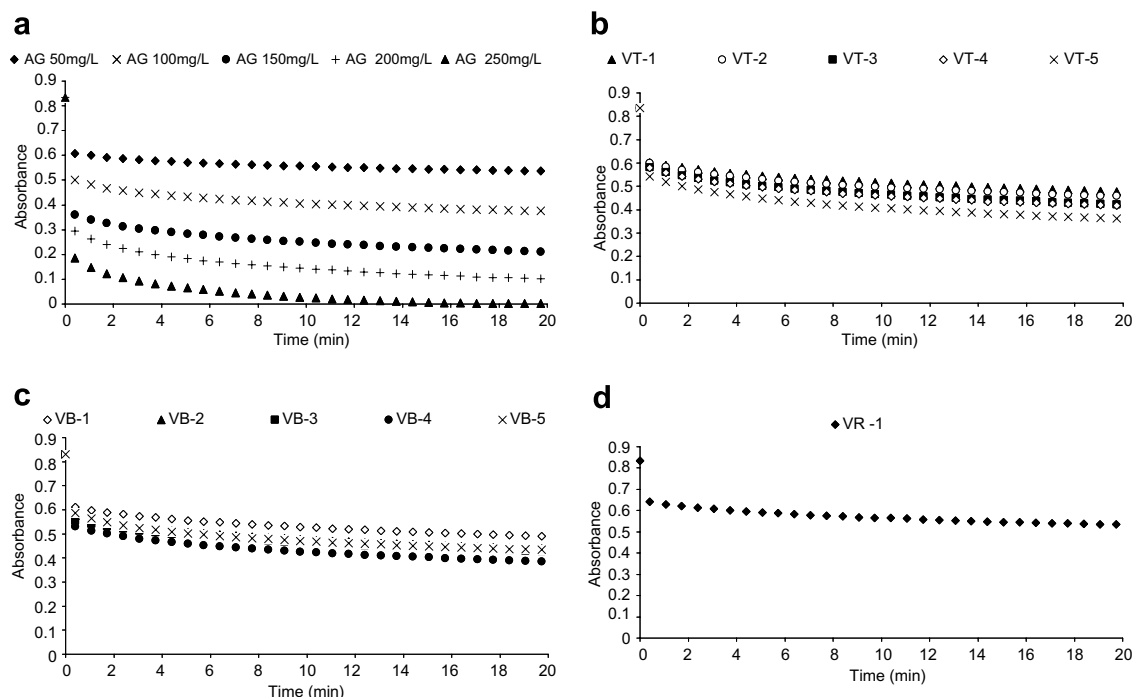 a
AG 50mg/L AG 100mg/L AG 150mg/L AG 200mg/L AG 250mg/L
0.9
0.8
0.7
0.6
0.5
0.4
0.3
0.2
0.1
0
Absorbance
0 2 4 6 8 10 12 14 16 18 20
Time (min)
b
VT-1 VT-2 VT-3 VT-4 VT-5
0.9
0.8
0.7
0.6
0.5
0.4
0.3
0.2
0.1
0
Absorbance
0 2 4 6 8 10 12 14 16 18 20
Time (min)
c
VB-1 VB-2 VB-3 VB-4 VB-5
0.9
0.8
0.7
0.6
0.5
0.4
0.3
0.2
0.1
0
Absorbance
0 2 4 6 8 10 12 14 16 18 20
Time (min)
d
VR -1
0.9
0.8
0.7
0.6
0.5
0.4
0.3
0.2
0.1
0
Absorbance
0 2 4 6 8 10 12 14 16 18 20
Time (min)